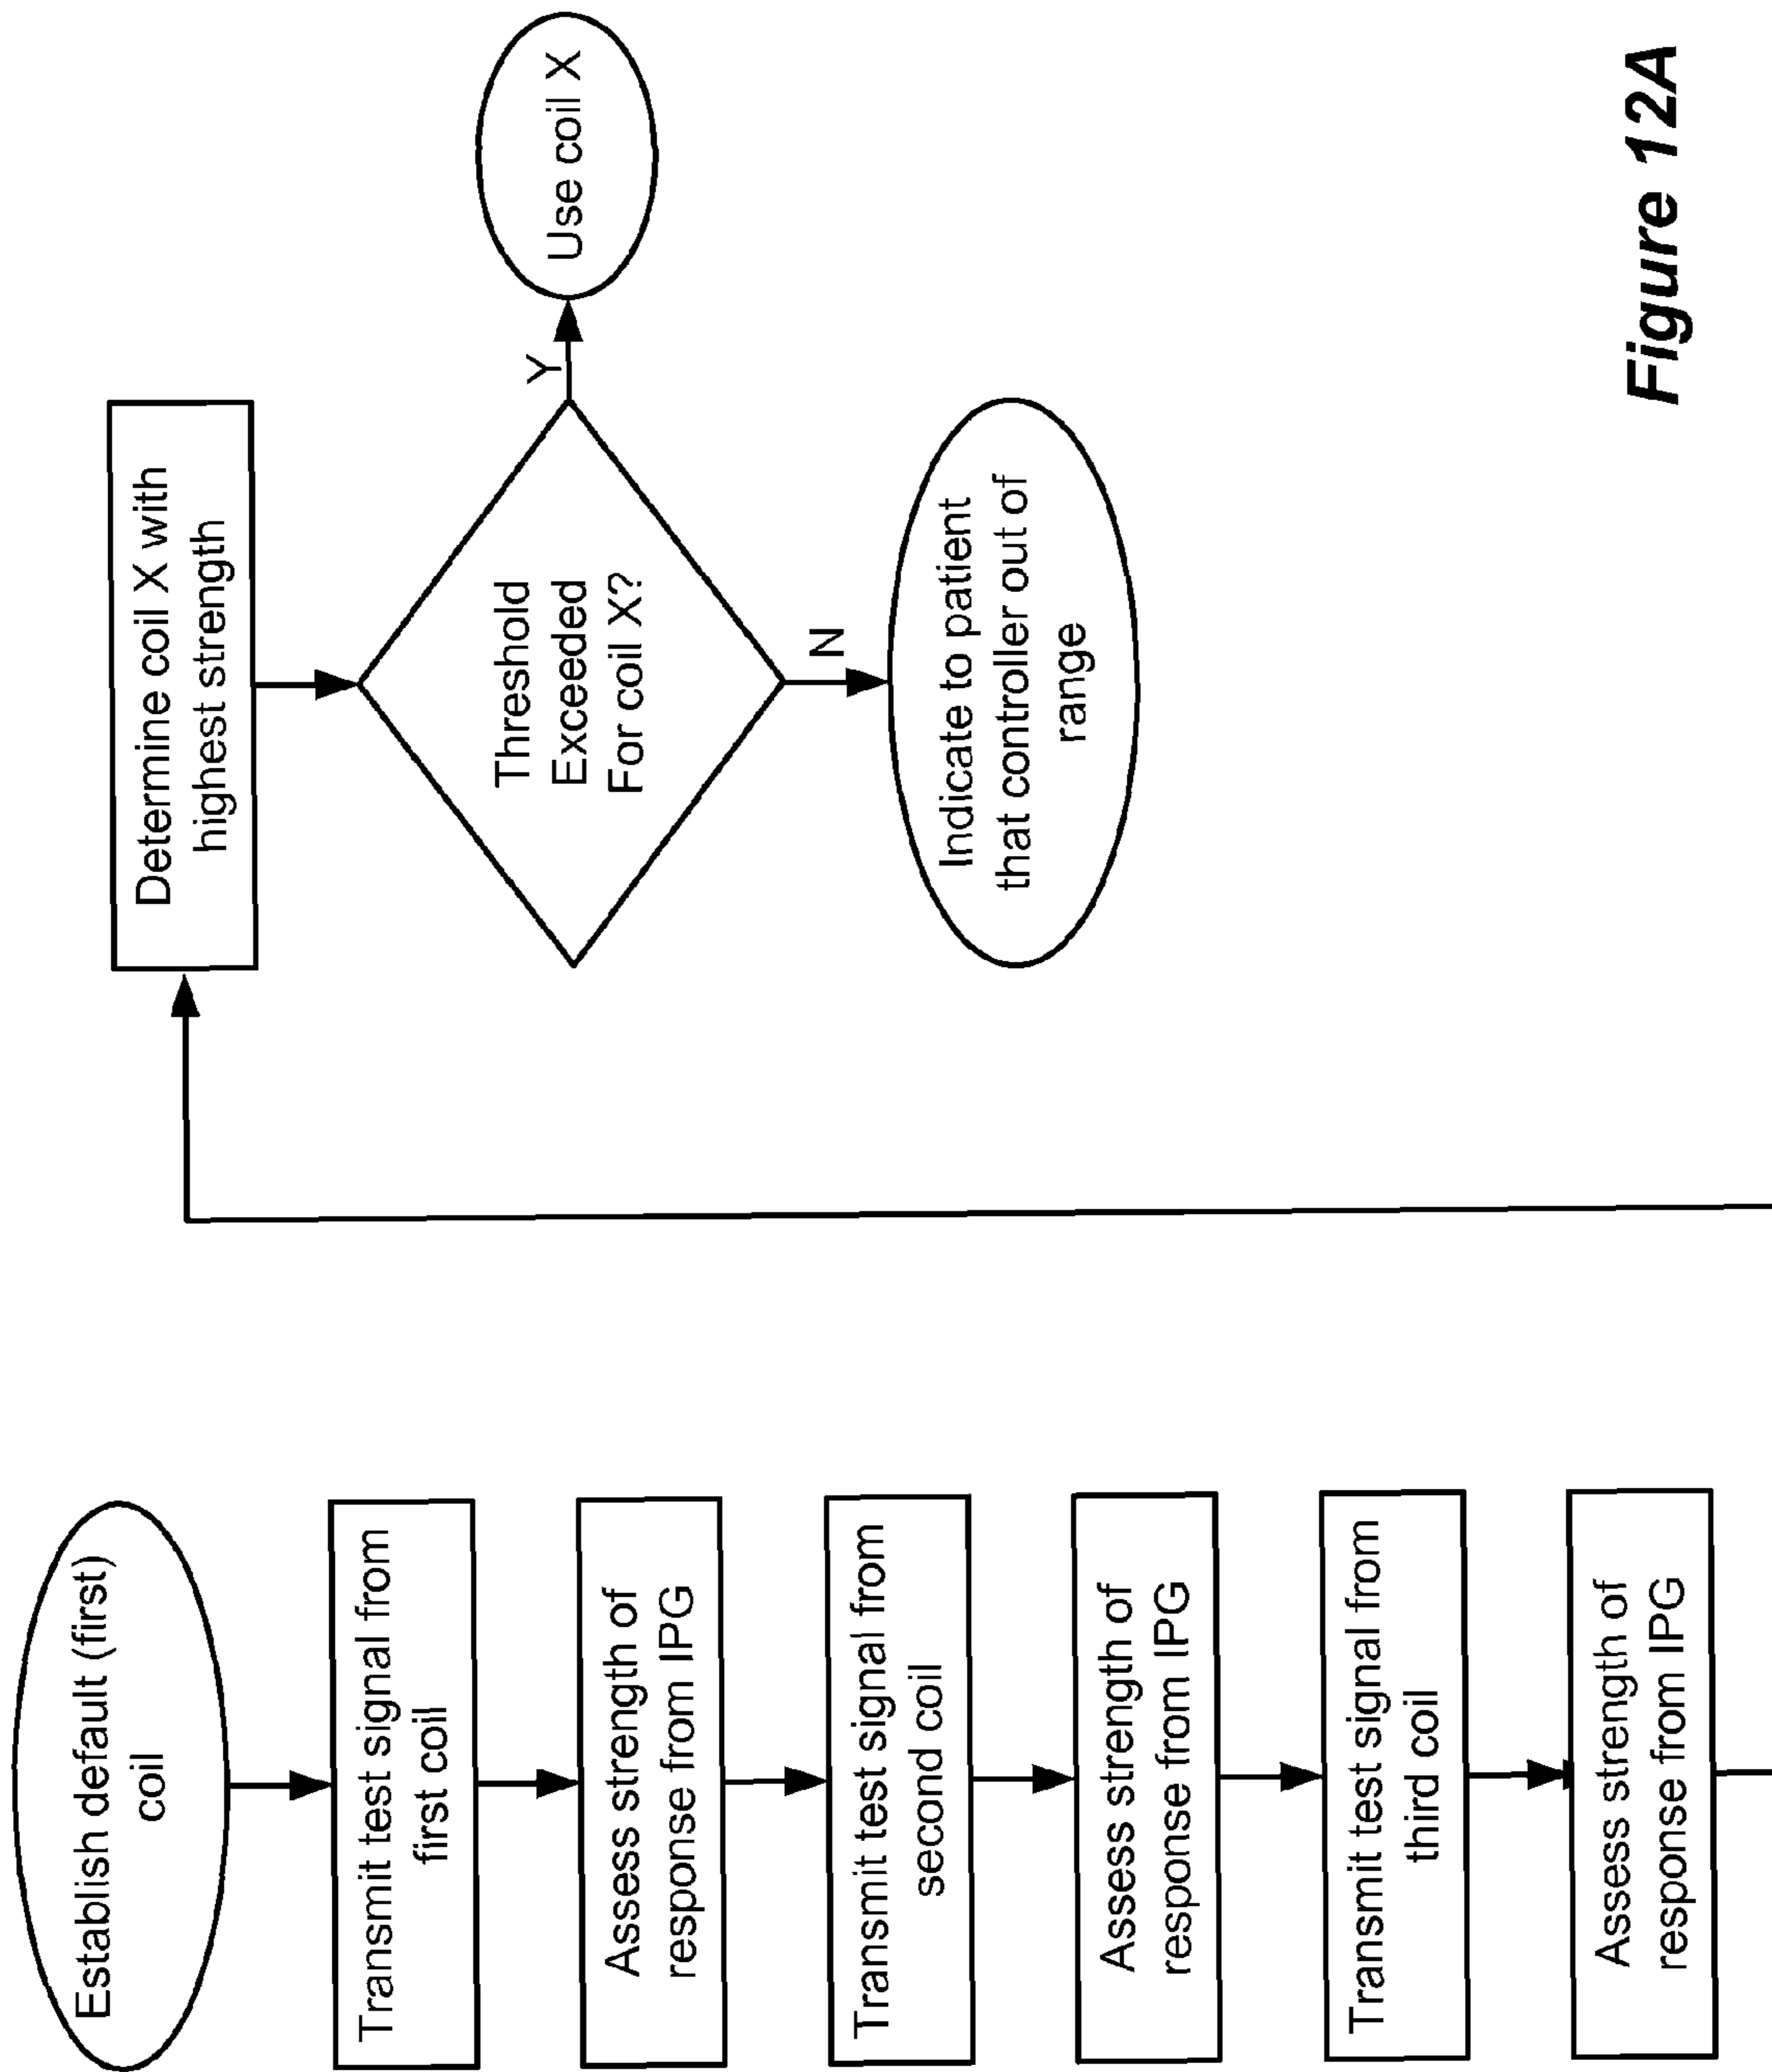 Establish default (first)
coil
Transmit test signal from
first coil
Assess strength of
response from IPG
Transmit test signal from
second coil
Assess strength of
response from IPG
Transmit test signal from
third coil
Assess strength of
response from IPG
Determine coil X with
highest strength
Threshold
Exceeded
For coil X?
Y
Use coil X
N
Indicate to patient
that controller out of
range
Figure 12A